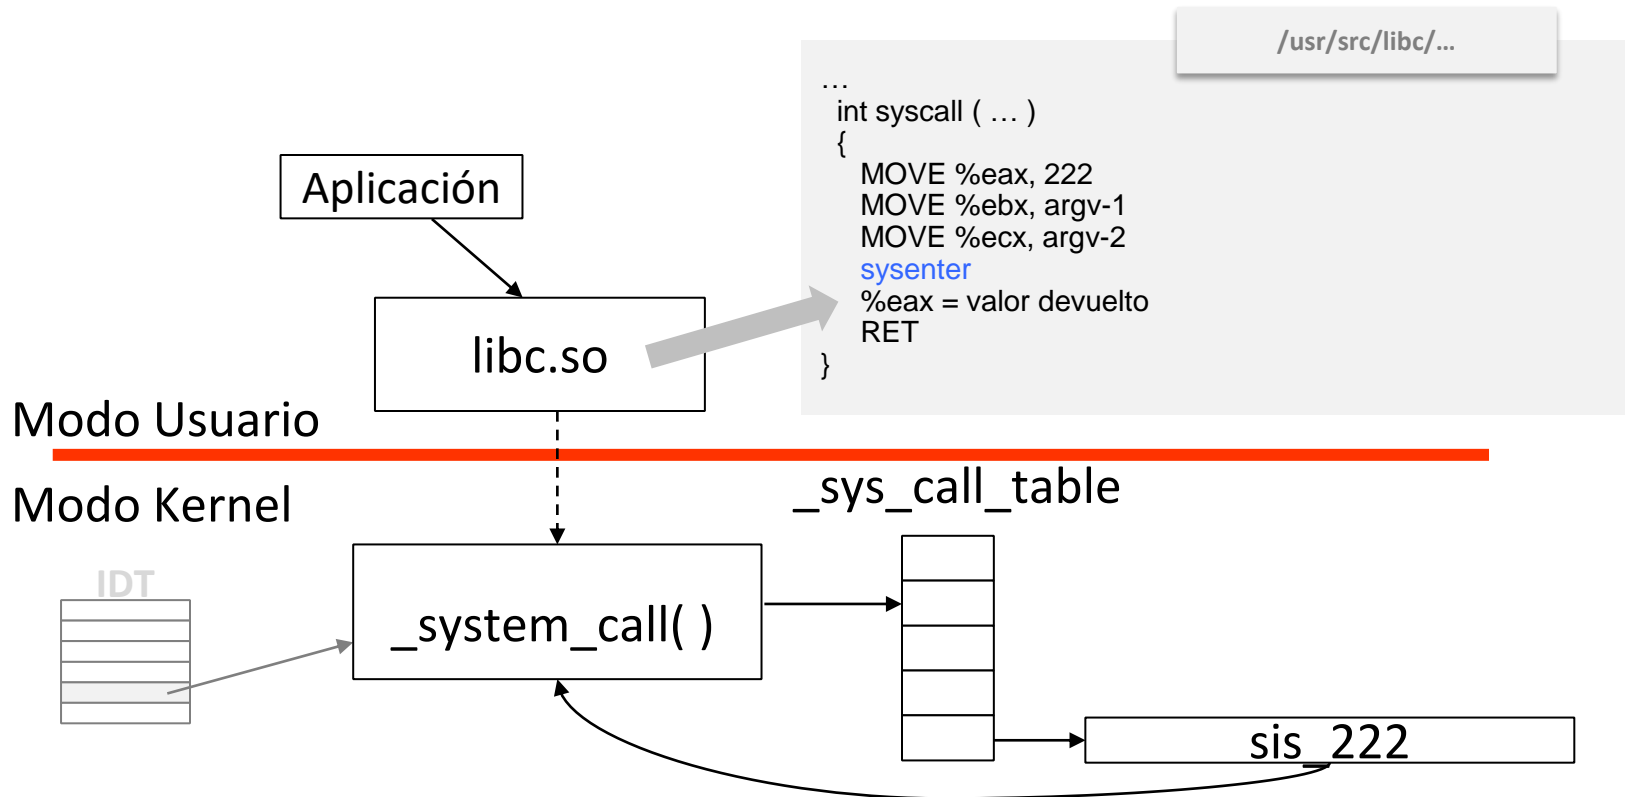 /usr/src/libc/…
…
int syscall ( … )
{
MOVE %eax, 222
MOVE %ebx, argv-1
MOVE %ecx, argv-2
sysenter
%eax = valor devuelto
RET
}
Aplicación
libc.so
Modo Usuario
Modo Kernel
_sys_call_table
IDT
_system_call( )
sis_222